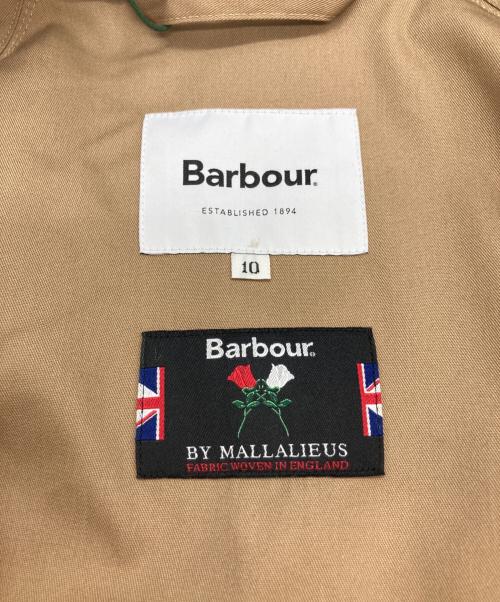 Barbour®
ESTABLISHED 1894
10
Barbour®
BY MALLALIEUS
FABRIC WOVEN IN ENGLAND